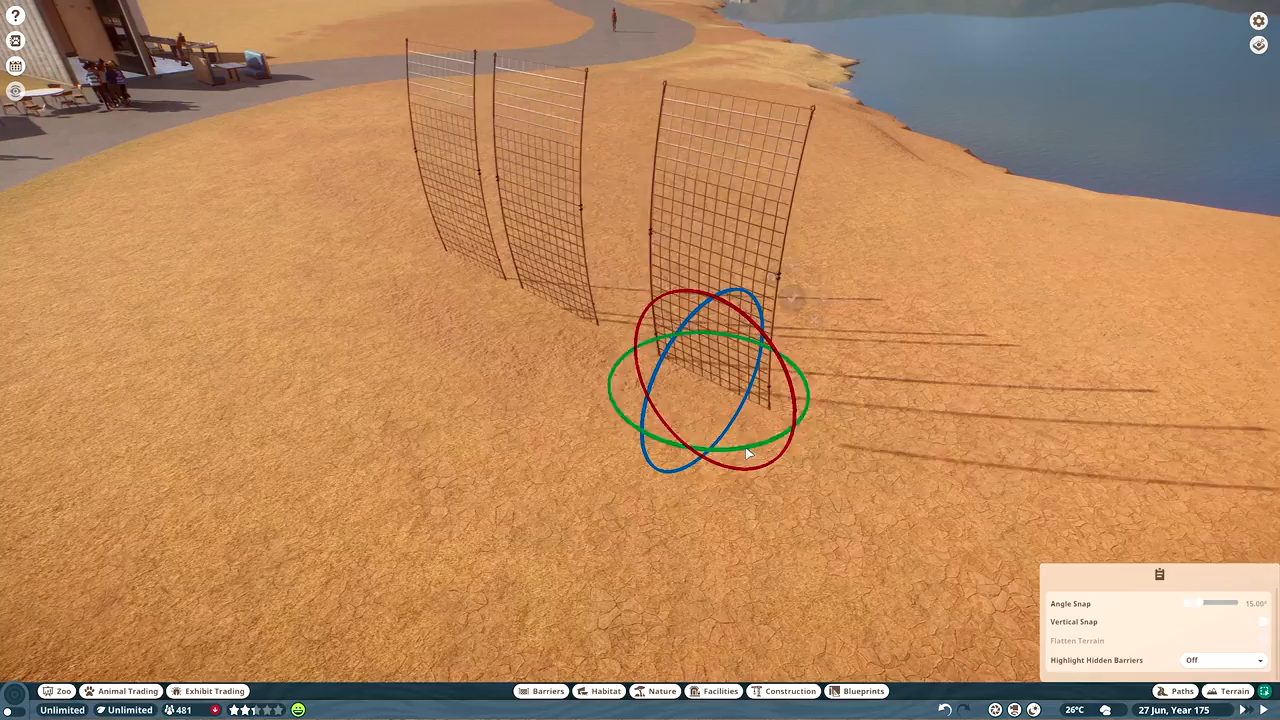 ?
Angle Snap 15.00°
Vertical Snap
Flatten Terrain
Highlight Hidden Barriers Off
Zoo Animal Trading Exhibit Trading Barriers Habitat Nature Facilities Construction Blueprints Paths Terrain
Unlimited Unlimited 481 26°C 27 Jun, Year 175